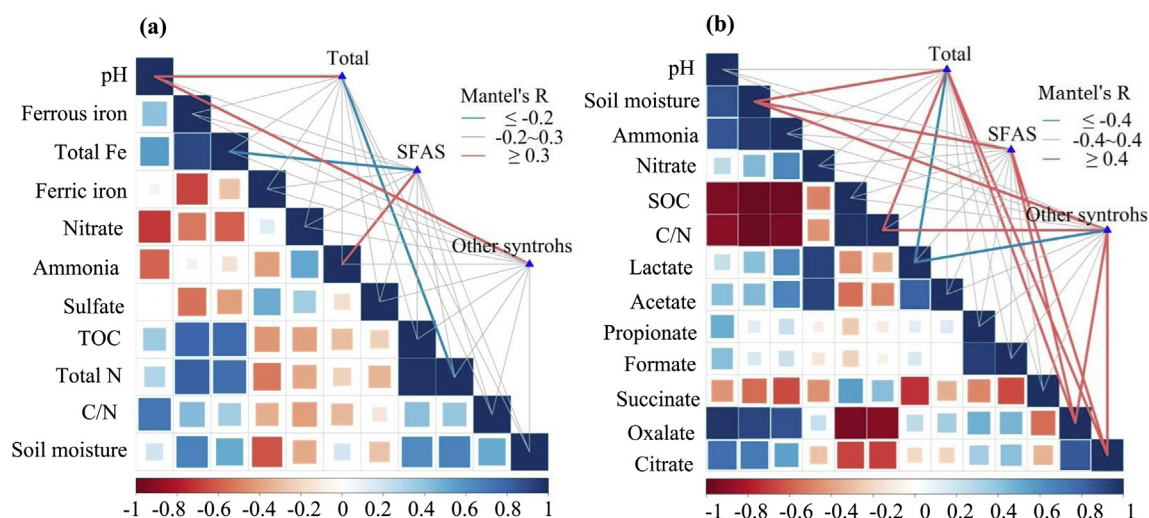 (a)
Total
SFAS
Other syntrohs
Mantel's R
≤ -0.2
-0.2~0.3
≥ 0.3
pH
Ferrous iron
Total Fe
Ferric iron
Nitrate
Ammonia
Sulfate
TOC
Total N
C/N
Soil moisture
-1 -0.8 -0.6 -0.4 -0.2 0 0.2 0.4 0.6 0.8 1
(b)
Total
SFAS
Other syntrohs
Mantel's R
≤ -0.4
-0.4~0.4
≥ 0.4
pH
Soil moisture
Ammonia
Nitrate
SOC
C/N
Lactate
Acetate
Propionate
Formate
Succinate
Oxalate
Citrate
-1 -0.8 -0.6 -0.4 -0.2 0 0.2 0.4 0.6 0.8 1